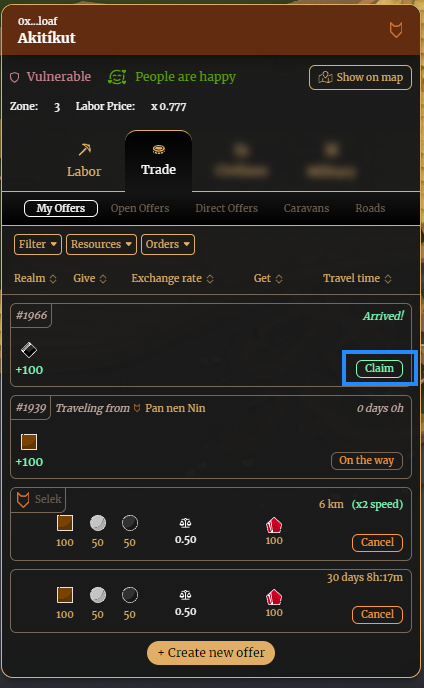 0x...loaf
Akitíkut
Vulnerable People are happy Show on map
Zone: 3 Labor Price: x 0.777
Labor Trade
My Offers Open Offers Direct Offers Caravans Roads
Filter Resources Orders
Realm Give Exchange rate Get Travel time
#1966 Arrived!
+100 Claim
#1939 Traveling from Pan nen Nin 0 days 0h
+100 On the way
Selek 6 km (x2 speed)
100 50 50 0.50 100 Cancel
30 days 8h:17m
100 50 50 0.50 100 Cancel
+ Create new offer